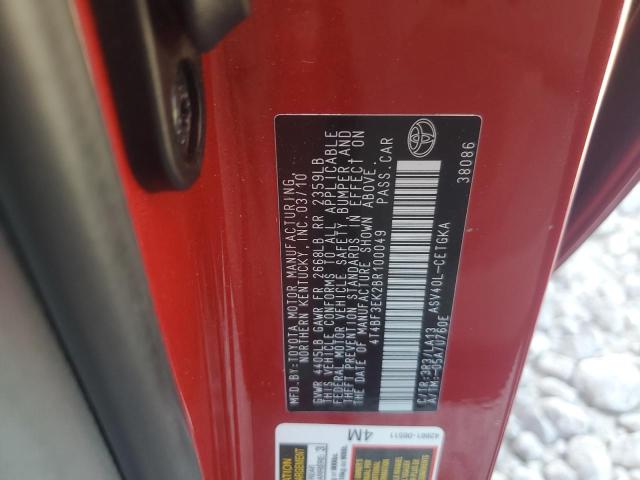 MFD.BY:TOYOTA MOTOR MANUFACTURING,
NORTHERN KENTUCKY, INC. 03/10
GVWR 4405LB GAWR FR 2668LB RR 2359LB
THIS VEHICLE CONFORMS TO ALL APPLICABLE
FEDERAL MOTOR VEHICLE SAFETY, BUMPER, AND
THEFT PREVENTION STANDARDS IN EFFECT ON
THE DATE OF MANUFACTURE SHOWN ABOVE.
4T4BF3EK2BR100049 PASS.CAR
C/TR:3R3/LA13 ASV40L-CETGKA
A/TM:-05A/U760E 38086
4M